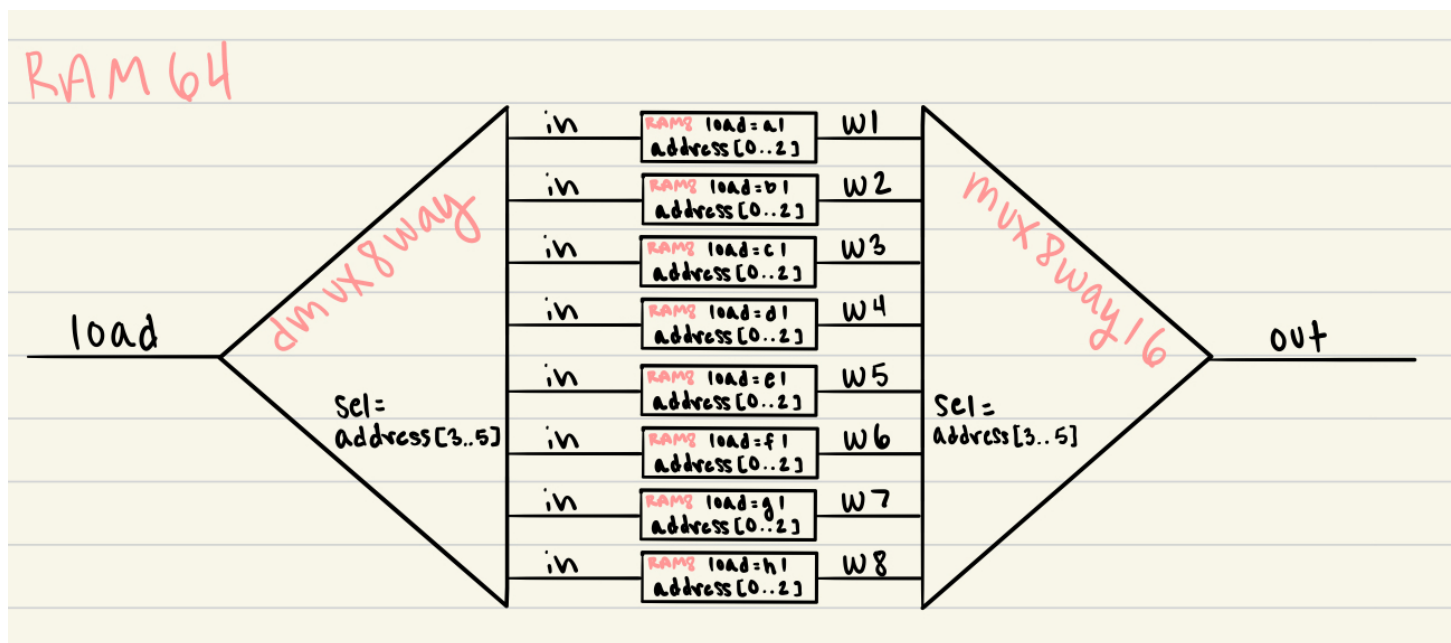 RAM 64
load
dmux8way
sel=
address[3..5]
in
RAM8 load=a1
address[0..2]
w1
in
RAM8 load=b1
address[0..2]
w2
in
RAM8 load=c1
address[0..2]
w3
in
RAM8 load=d1
address[0..2]
w4
in
RAM8 load=e1
address[0..2]
w5
in
RAM8 load=f1
address[0..2]
w6
in
RAM8 load=g1
address[0..2]
w7
in
RAM8 load=h1
address[0..2]
w8
mux8way16
sel=
address[3..5]
out